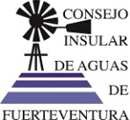 CONSEJO
INSULAR
DE AGUAS
DE
FUERTEVENTURA